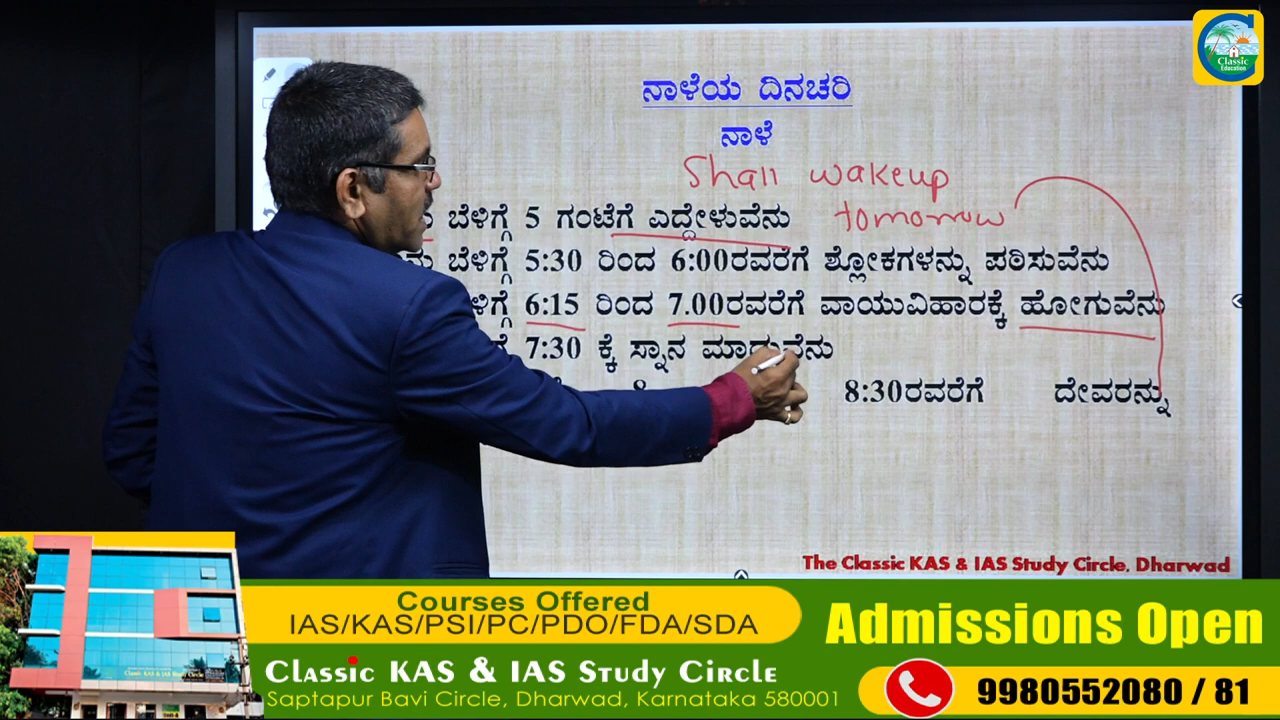 Classic
Education
ನಾಳೆಯ ದಿನಚರಿ
ನಾಳೆ
Shall wakeup
tomorrow
ಬೆಳಿಗ್ಗೆ 5 ಗಂಟೆಗೆ ಎದ್ದೇಳುವೆನು
ಬೆಳಿಗ್ಗೆ 5:30 ರಿಂದ 6:00ರವರೆಗೆ ಶ್ಲೋಕಗಳನ್ನು ಪಠಿಸುವೆನು
6:15 ರಿಂದ 7.00ರವರೆಗೆ ವಾಯುವಿಹಾರಕ್ಕೆ ಹೋಗುವೆನು
7:30 ಕ್ಕೆ ಸ್ನಾನ ಮಾಡುವೆನು
8:30ರವರೆಗೆ ದೇವರನ್ನು
The Classic KAS & IAS Study Circle, Dharwad
Courses Offered
IAS/KAS/PSI/PC/PDO/FDA/SDA
Classic KAS & IAS Study Circle
Saptapur Bavi Circle, Dharwad, Karnataka 580001
Admissions Open
9980552080 / 81